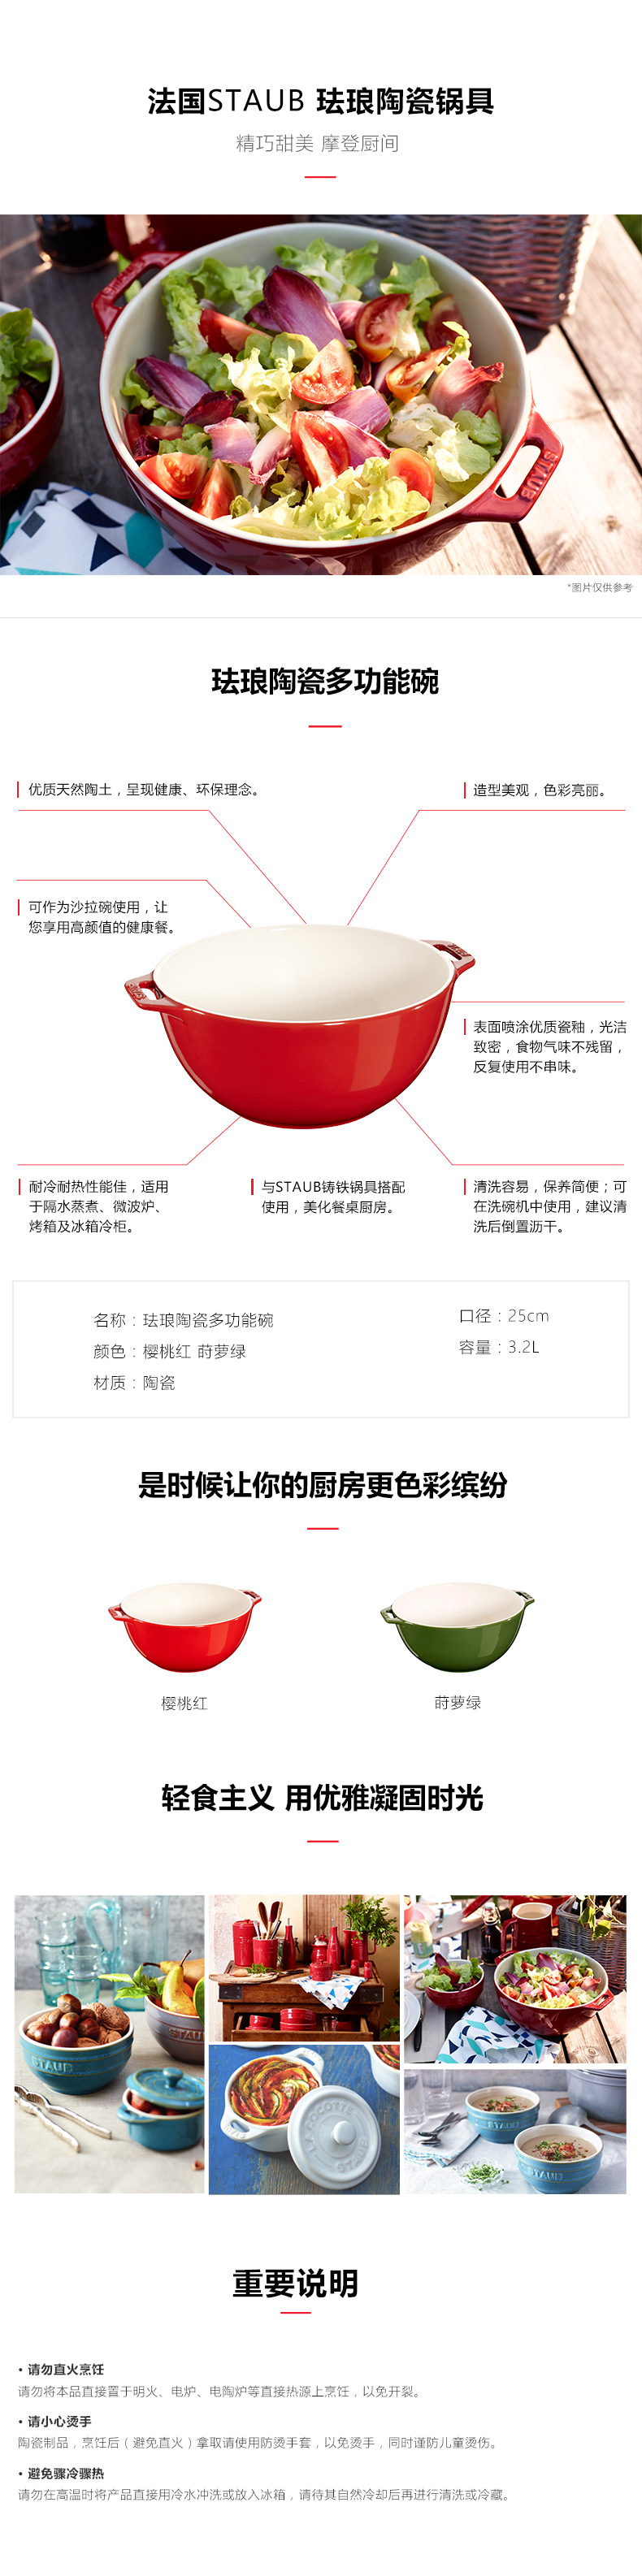 法国STAUB 珐琅陶瓷锅具
精巧甜美 摩登厨间
STAUB
*图片仅供参考
珐琅陶瓷多功能碗
优质天然陶土，呈现健康、环保理念。
造型美观，色彩亮丽。
可作为沙拉碗使用，让
您享用高颜值的健康餐。
STAUB
STAUB
表面喷涂优质瓷釉，光洁
致密，食物气味不残留，
反复使用不串味。
耐冷耐热性能佳，适用
于隔水蒸煮、微波炉、
烤箱及冰箱冷柜。
与STAUB铸铁锅具搭配
使用，美化餐桌厨房。
清洗容易，保养简便；可
在洗碗机中使用，建议清
洗后倒置沥干。
名称：珐琅陶瓷多功能碗
颜色：樱桃红 莳萝绿
材质：陶瓷
口径：25cm
容量：3.2L
是时候让你的厨房更色彩缤纷
樱桃红
莳萝绿
轻食主义 用优雅凝固时光
STAUB
STAUB
STAUB
STAUB
重要说明
• 请勿直火烹饪
请勿将本品直接置于明火、电炉、电陶炉等直接热源上烹饪，以免开裂。
• 请小心烫手
陶瓷制品，烹饪后（避免直火）拿取请使用防烫手套，以免烫手，同时谨防儿童烫伤。
• 避免骤冷骤热
请勿在高温时将产品直接用冷水冲洗或放入冰箱，请待其自然冷却后再进行清洗或冷藏。